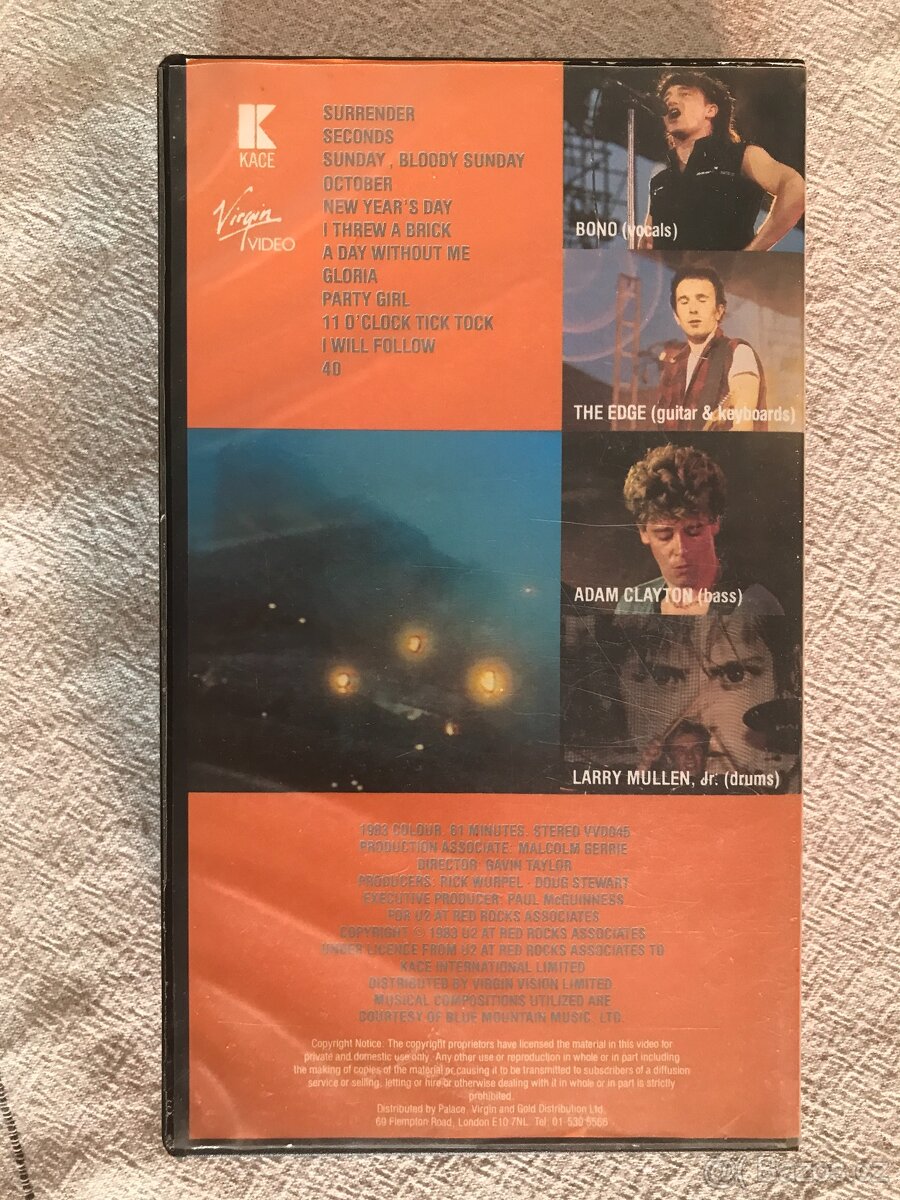 K
KACE
Virgin
VIDEO
SURRENDER
SECONDS
SUNDAY , BLOODY SUNDAY
OCTOBER
NEW YEAR'S DAY
I THREW A BRICK
A DAY WITHOUT ME
GLORIA
PARTY GIRL
11 O'CLOCK TICK TOCK
I WILL FOLLOW
40
BONO (vocals)
THE EDGE (guitar & keyboards)
ADAM CLAYTON (bass)
LARRY MULLEN, Jr. (drums)
1983 COLOUR. 61 MINUTES. STEREO VVD045
PRODUCTION ASSOCIATE: MALCOLM GERRIE
DIRECTOR: GAVIN TAYLOR
PRODUCERS: RICK WURPEL - DOUG STEWART
EXECUTIVE PRODUCER: PAUL McGUINNESS
FOR U2 AT RED ROCKS ASSOCIATES
COPYRIGHT © 1983 U2 AT RED ROCKS ASSOCIATES
UNDER LICENCE FROM U2 AT RED ROCKS ASSOCIATES TO
KACE INTERNATIONAL LIMITED
DISTRIBUTED BY VIRGIN VISION LIMITED
MUSICAL COMPOSITIONS UTILIZED ARE
COURTESY OF BLUE MOUNTAIN MUSIC, LTD.
Copyright Notice: The copyright proprietors have licensed the material in this video for
private and domestic use only. Any other use or reproduction in whole or in part including
the making of copies of the material or causing it to be transmitted to subscribers of a diffusion
service or selling, letting or hire or otherwise dealing with it in whole or in part is strictly
prohibited.
Distributed by Palace, Virgin and Gold Distribution Ltd.
69 Flempton Road, London E10 7NL. Tel: 01-539 5566
Bazos.cz